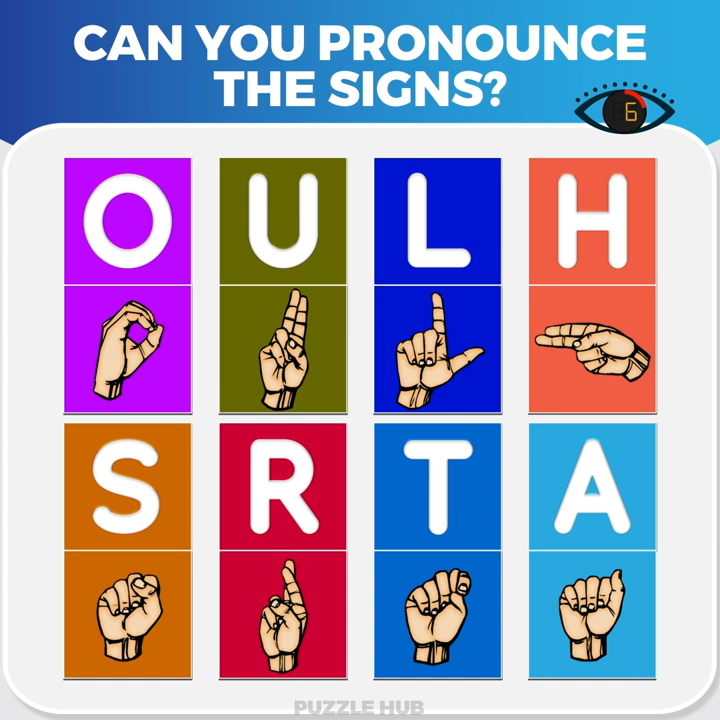 CAN YOU PRONOUNCE
THE SIGNS?
6
O U L H
S R T A
PUZZLE HUB